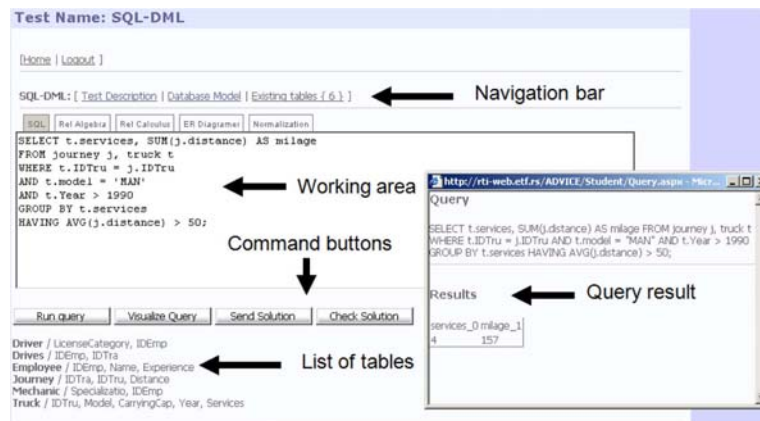 Test Name: SQL-DML
[Home | Logout ]
SQL-DML: [ Test Description | Database Model | Existing tables { 6 } ]
Navigation bar
SQL
Rel Algebra
Rel Calculus
ER Diagramer
Normalization
SELECT t.services, SUM(j.distance) AS milage
FROM journey j, truck t
WHERE t.IDTru = j.IDTru
AND t.model = 'MAN'
AND t.Year > 1990
GROUP BY t.services
HAVING AVG(j.distance) > 50;
Working area
Command buttons
Run query
Visualize Query
Send Solution
Check Solution
Driver / LicenseCategory, IDEmp
Drives / IDEmp, IDTra
Employee / IDEmp, Name, Experience
Journey / IDTra, IDTru, Distance
Mechanic / Specializatio, IDEmp
Truck / IDTru, Model, CarryingCap, Year, Services
List of tables
http://rti-web.etf.rs/ADVICE/Student/Query.aspx - Micr...
Query
SELECT t.services, SUM(j.distance) AS milage FROM journey j, truck t
WHERE t.IDTru = j.IDTru AND t.model = "MAN" AND t.Year > 1990
GROUP BY t.services HAVING AVG(j.distance) > 50;
Results
Query result
services_0 milage_1
4 157